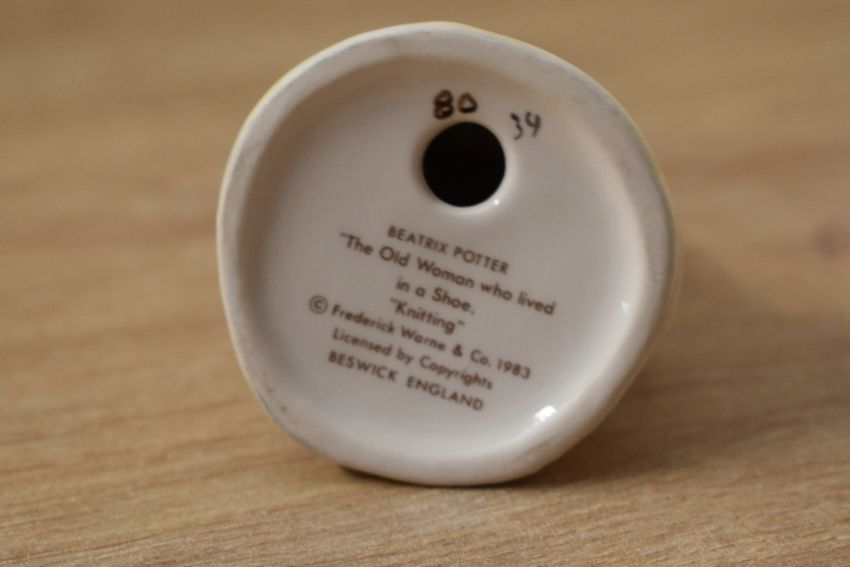 80
34
BEATRIX POTTER
"The Old Woman who lived
in a Shoe,
"Knitting"
© Frederick Warne & Co. 1983
Licensed by Copyrights
BESWICK ENGLAND